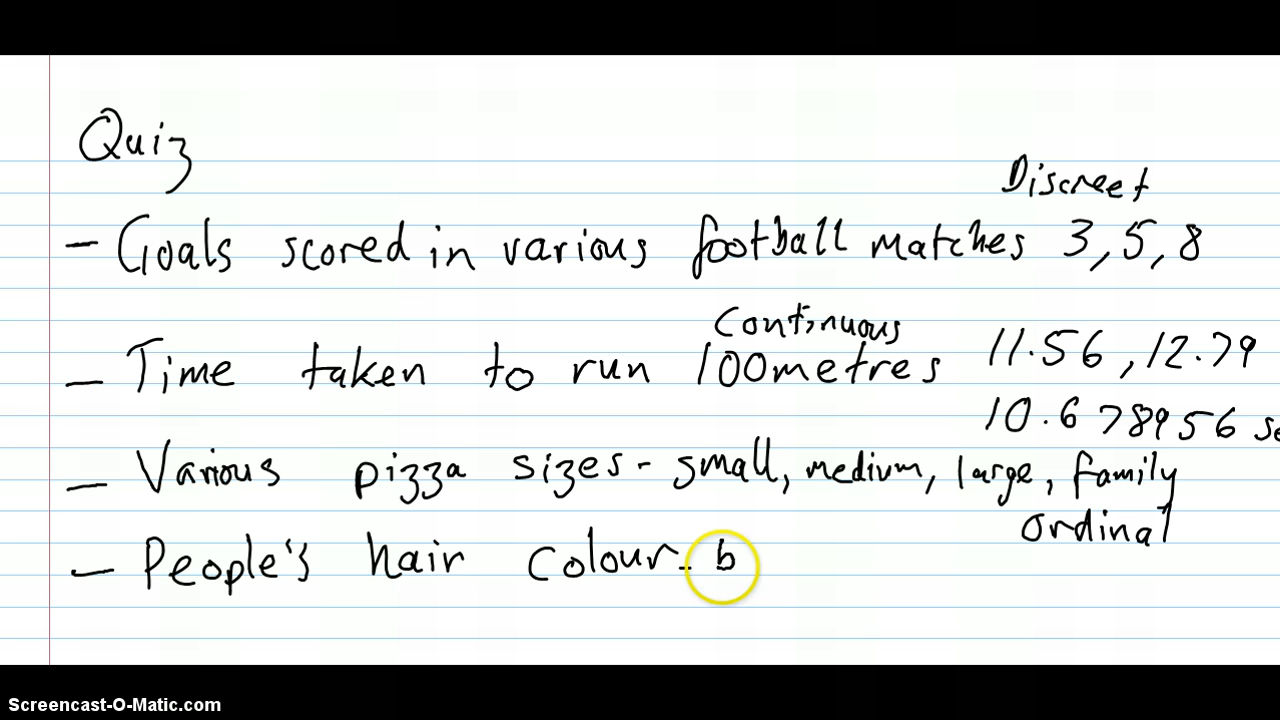 Quiz
Discreet
- Goals scored in various football matches 3, 5, 8
Continuous
- Time taken to run 100metres 11.56, 12.79
10.678956 se
- Various pizza sizes - small, medium, large, family
Ordinal
- People's hair colour - b
Screencast-O-Matic.com